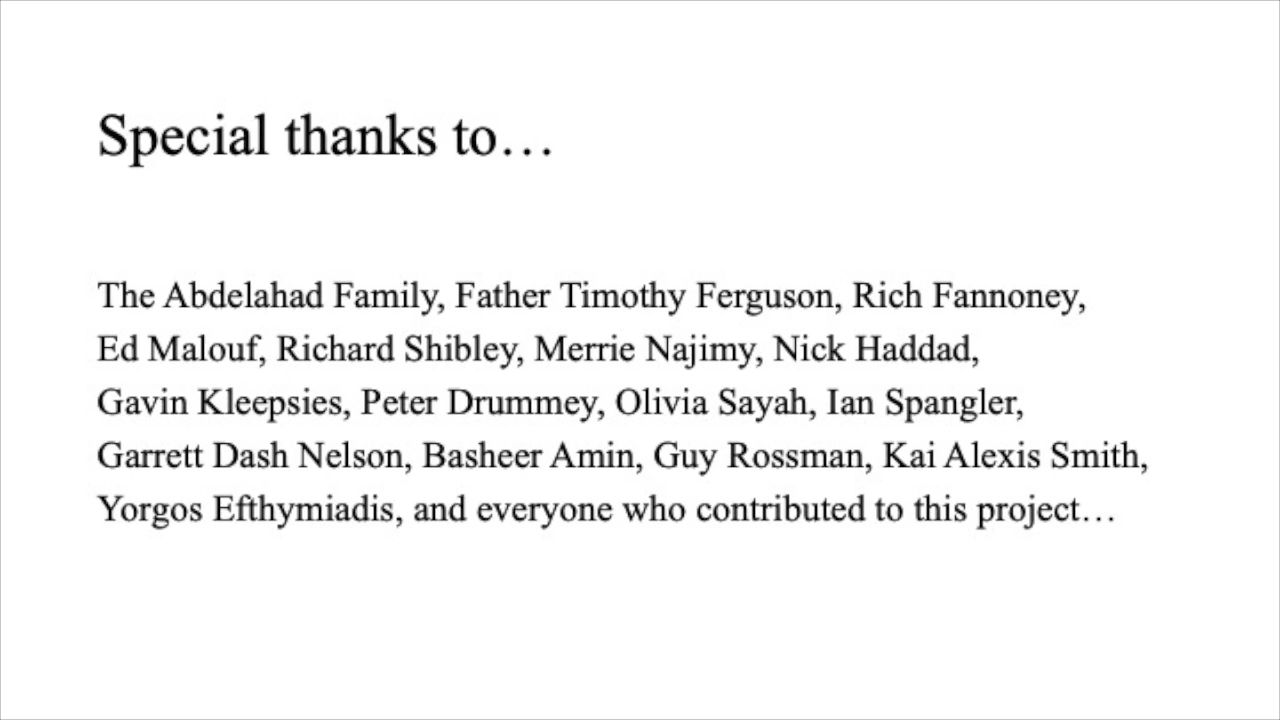 Special thanks to…
The Abdelahad Family, Father Timothy Ferguson, Rich Fannoney,
Ed Malouf, Richard Shibley, Merrie Najimy, Nick Haddad,
Gavin Kleepsies, Peter Drummey, Olivia Sayah, Ian Spangler,
Garrett Dash Nelson, Basheer Amin, Guy Rossman, Kai Alexis Smith,
Yorgos Efthymiadis, and everyone who contributed to this project…